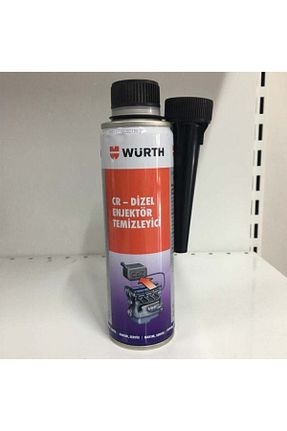 WÜRTH
CR – DİZEL
ENJEKTÖR
TEMİZLEYİCİ